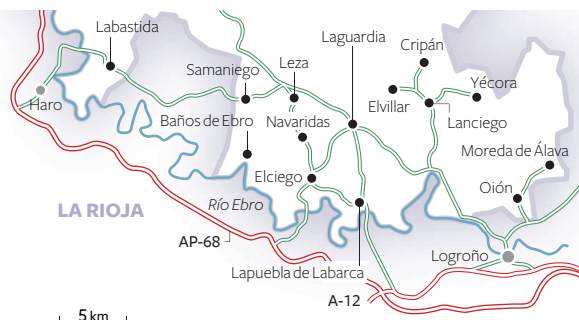 Labastida
Laguardia
Cripán
Samaniego
Leza
Yécora
Haro
Elvillar
Lanciego
Baños de Ebro
Navaridas
Moreda de Álava
Elciego
Oión
Río Ebro
LA RIOJA
AP-68
Lapuebla de Labarca
Logroño
A-12
5 km